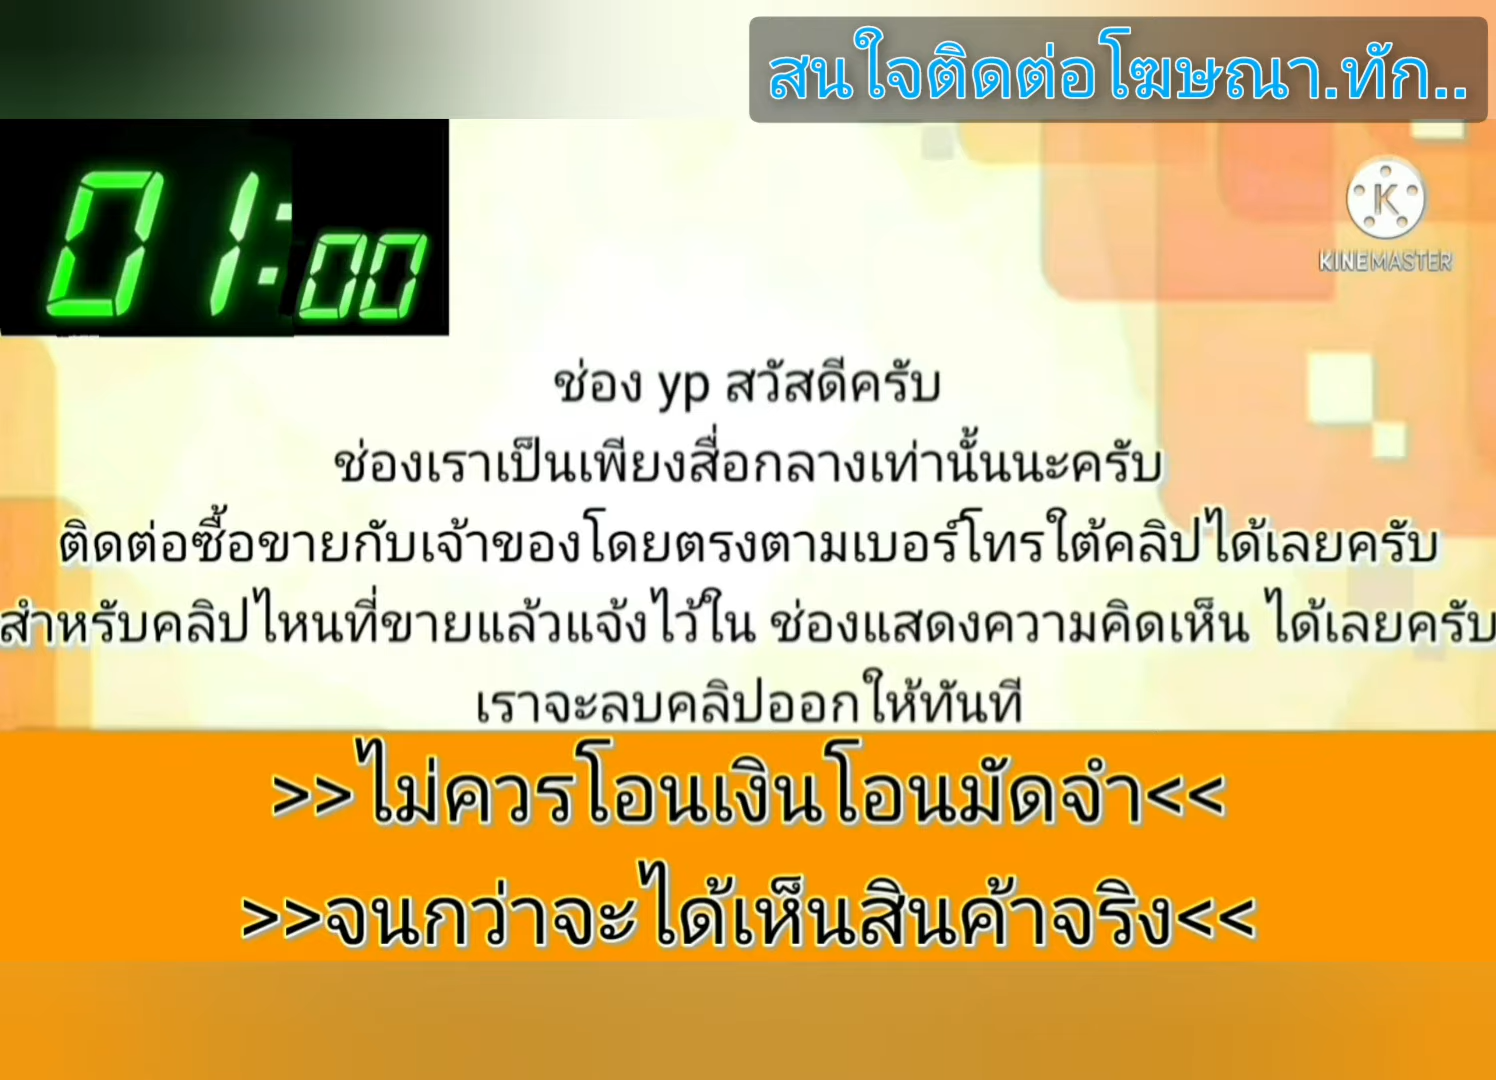 สนใจติดต่อโฆษณา.ทัก..
01:00
KINEMASTER
ช่อง yp สวัสดีครับ
ช่องเราเป็นเพียงสื่อกลางเท่านั้นนะครับ
ติดต่อซื้อขายกับเจ้าของโดยตรงตามเบอร์โทรใต้คลิปได้เลยครับ
สำหรับคลิปไหนที่ขายแล้วแจ้งไว้ใน ช่องแสดงความคิดเห็น ได้เลยครับ
เราจะลบคลิปออกให้ทันที
>>ไม่ควรโอนเงินโอนมัดจำ<<
>>จนกว่าจะได้เห็นสินค้าจริง<<